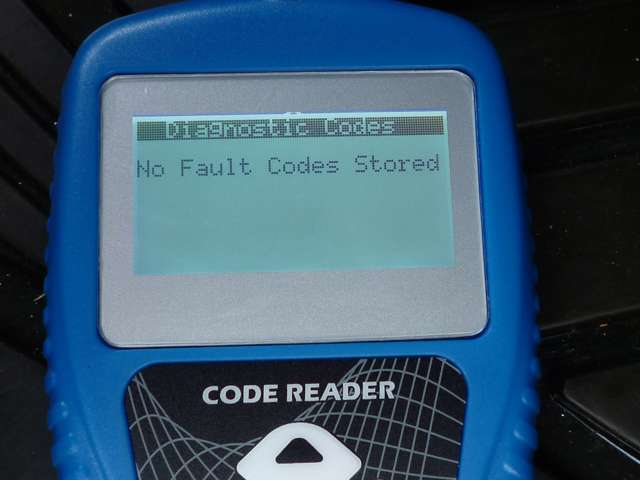 Diagnostic Codes
No Fault Codes Stored
CODE READER